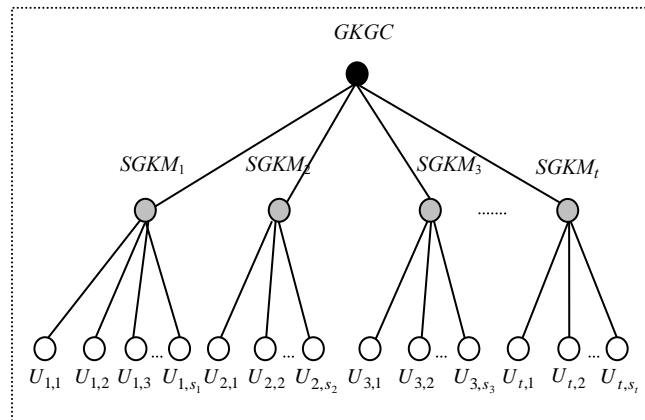 GKGC
SGKM₁ SGKM₂ SGKM₃ SGKMₜ
.......
... ... ... ...
U₁,₁ U₁,₂ U₁,₃ U₁,ₛ₁ U₂,₁ U₂,₂ U₂,ₛ₂ U₃,₁ U₃,₂ U₃,ₛ₃ Uₜ,₁ Uₜ,₂ Uₜ,ₛₜ